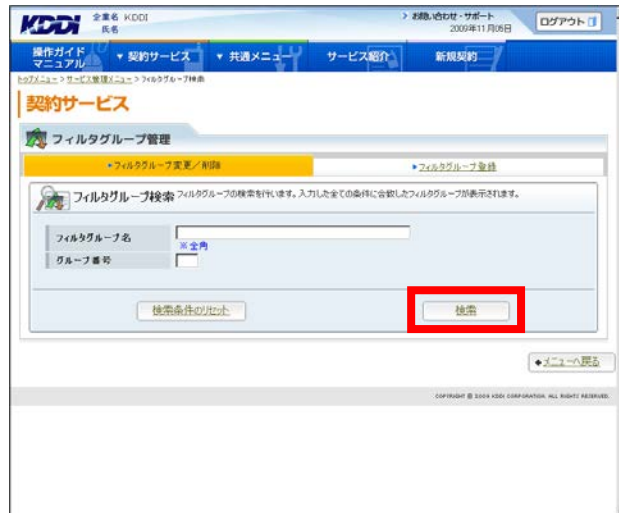 KDDI
企業名 KDDI
氏名
> お問い合わせ・サポート
2009年11月05日
ログアウト
操作ガイド
マニュアル
▼ 契約サービス
▼ 共通メニュー
サービス紹介
新規契約
トップメニュー > サービス管理メニュー > フィルタグループ検索
契約サービス
フィルタグループ管理
フィルタグループ変更／削除
フィルタグループ登録
フィルタグループ検索 フィルタグループの検索を行います。入力した全ての条件に合致したフィルタグループが表示されます。
フィルタグループ名
※全角
グループ番号
検索条件のリセット
検索
メニューへ戻る
COPYRIGHT © 2009 KDDI CORPORATION. ALL RIGHTS RESERVED.